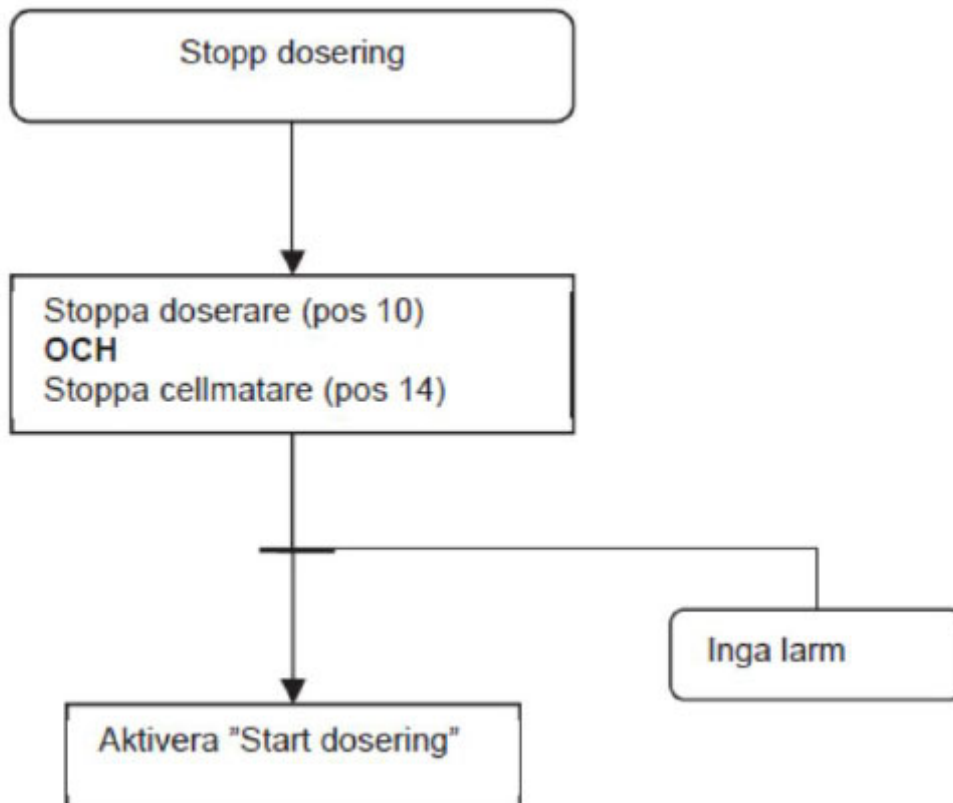 Stopp dosering
Stoppa doserare (pos 10)
OCH
Stoppa cellmatare (pos 14)
Inga larm
Aktivera "Start dosering"